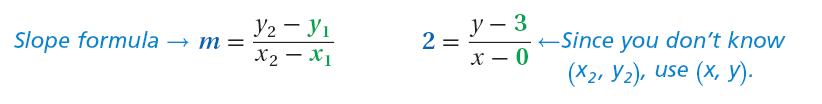 Slope formula → m = (y₂ − y₁)/(x₂ − x₁)
2 = (y − 3)/(x − 0) ← Since you don't know
(x₂, y₂), use (x, y).